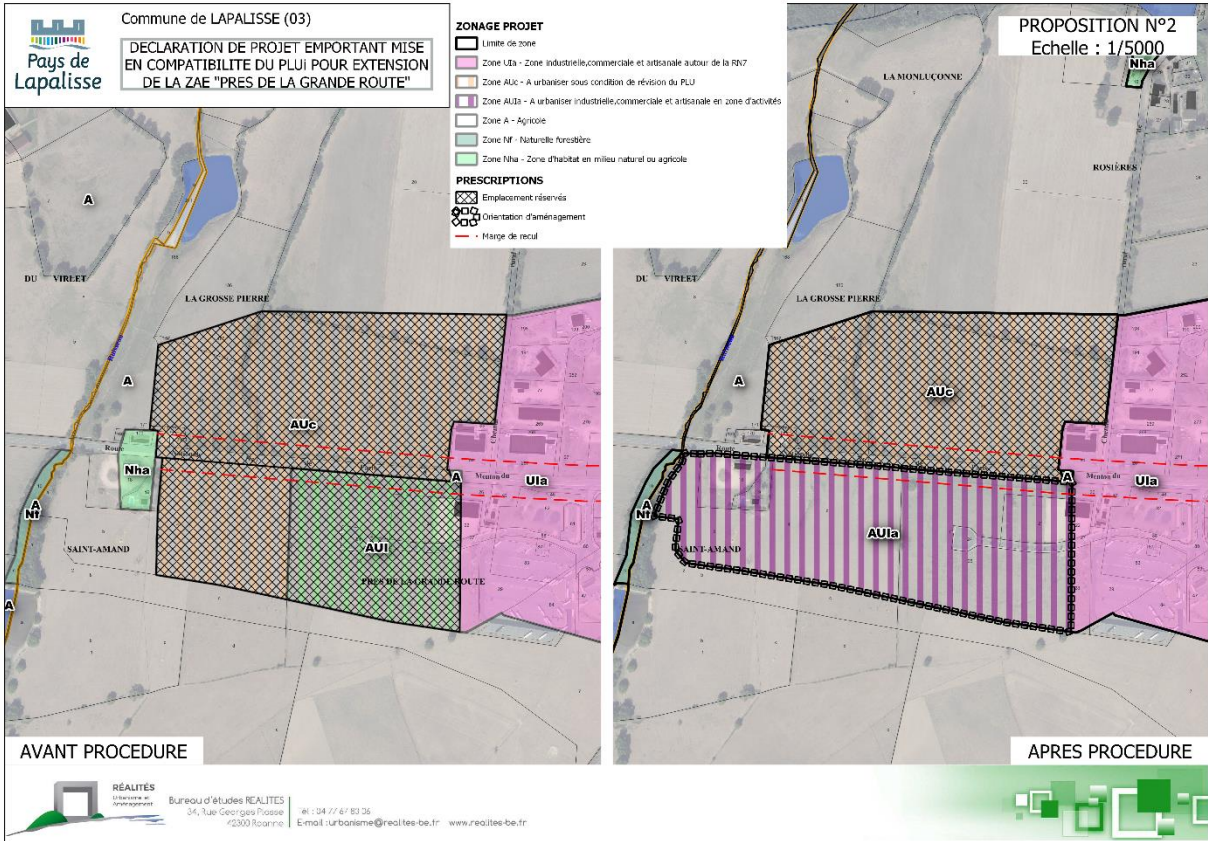 Pays de
Lapalisse
Commune de LAPALISSE (03)
DECLARATION DE PROJET EMPORTANT MISE
EN COMPATIBILITE DU PLUi POUR EXTENSION
DE LA ZAE "PRES DE LA GRANDE ROUTE"
ZONAGE PROJET
Limite de zone
Zone UIa - Zone industrielle,commerciale et artisanale autour de la RN7
Zone AUc - A urbaniser sous condition de révision du PLU
Zone AUIa - A urbaniser industrielle,commerciale et artisanale en zone d'activités
Zone A - Agricole
Zone Nf - Naturelle forestière
Zone Nha - Zone d'habitat en milieu naturel ou agricole
PRESCRIPTIONS
Emplacement réservés
Orientation d'aménagement
Marge de recul
PROPOSITION N°2
Echelle : 1/5000
A
DU VIRLET
LA GROSSE PIERRE
A
AUc
Route
Nha
A
UIa
A
Nf
SAINT-AMAND
AUI
PRES DE LA GRANDE ROUTE
A
AVANT PROCEDURE
Nha
LA MONLUÇONNE
ROSIÈRES
DU VIRLET
LA GROSSE PIERRE
A
AUc
Route
A
UIa
A
Nf
SAINT-AMAND
AUIa
APRES PROCEDURE
RÉALITÉS
Urbanisme et
Aménagement
Bureau d'études REALITES
34, Rue Georges Plasse
42300 Roanne
Tél : 04 77 67 83 06
E-mail : urbanisme@realites-be.fr www.realites-be.fr